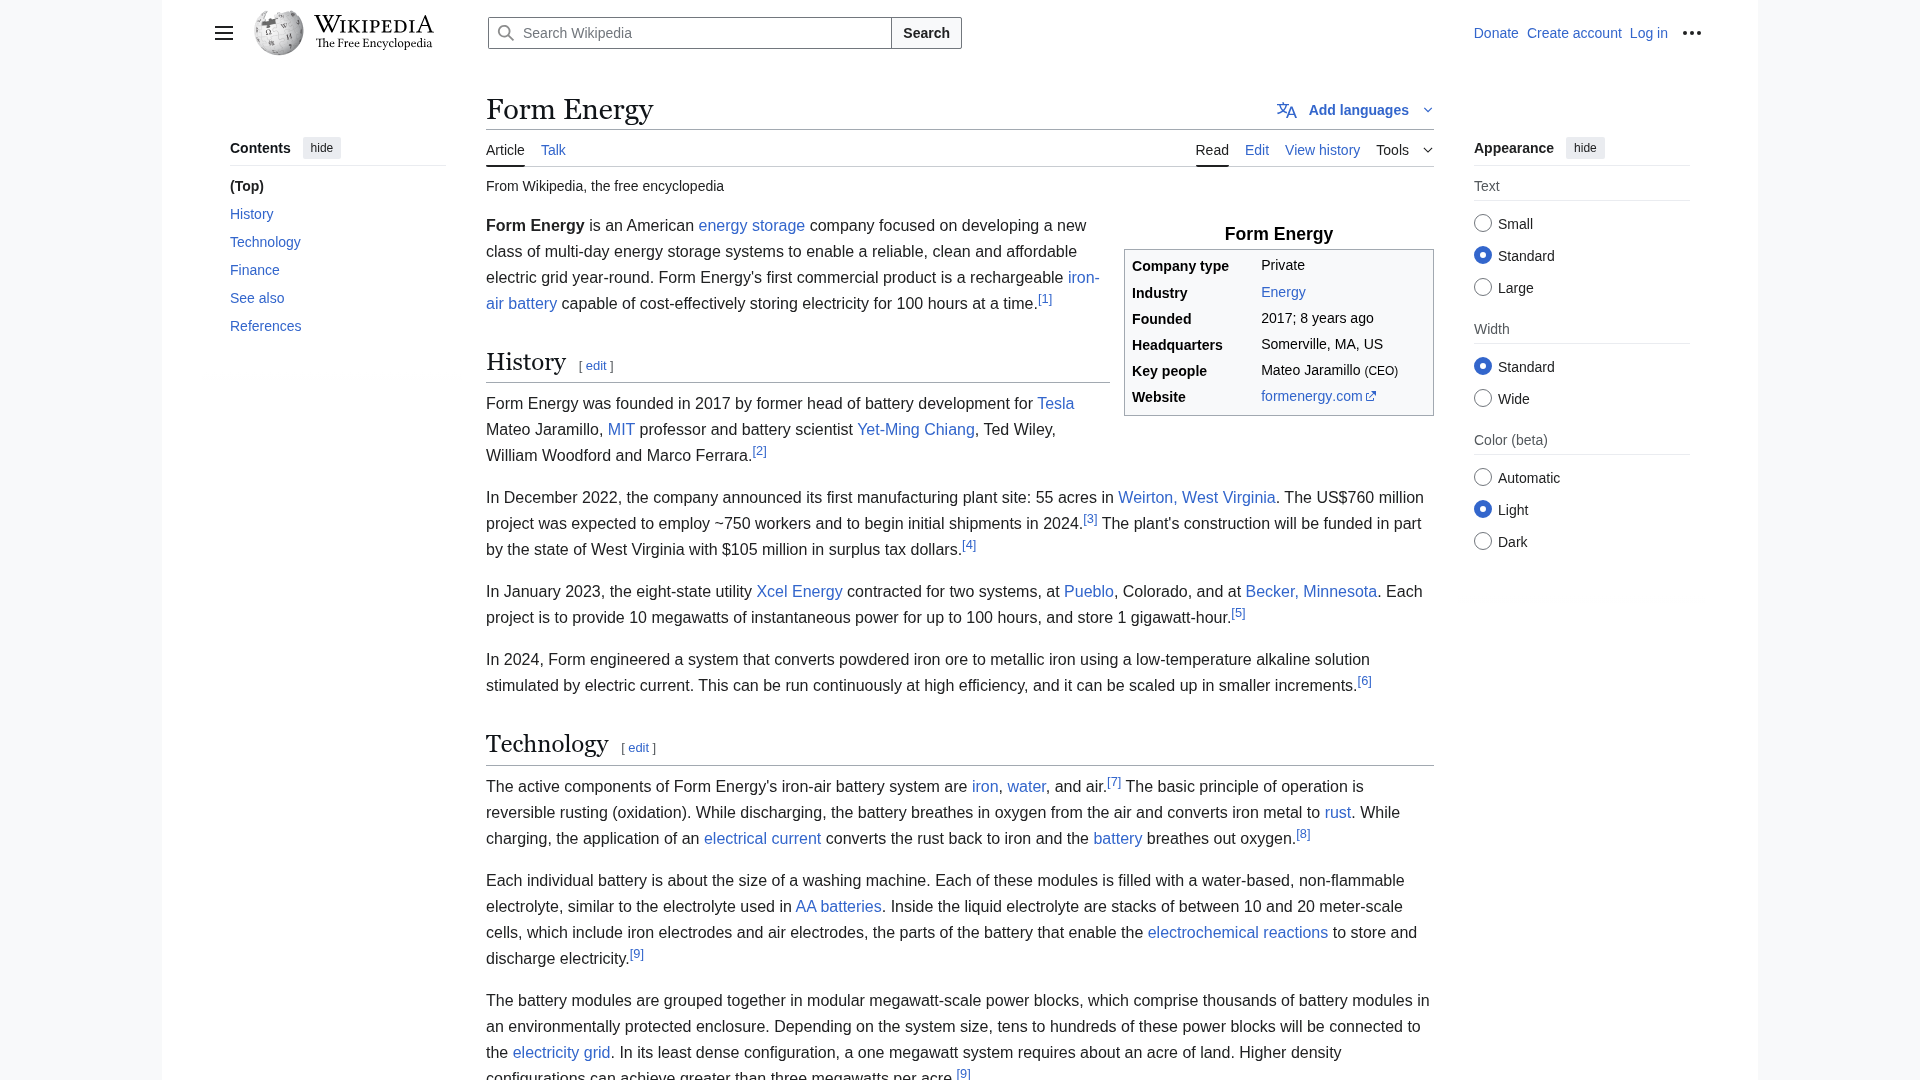 WIKIPEDIA
The Free Encyclopedia
Search Wikipedia
Search
Donate Create account Log in
Contents hide
(Top)
History
Technology
Finance
See also
References
Form Energy
Add languages
Article Talk
Read Edit View history Tools
From Wikipedia, the free encyclopedia
Form Energy is an American energy storage company focused on developing a new
class of multi-day energy storage systems to enable a reliable, clean and affordable
electric grid year-round. Form Energy's first commercial product is a rechargeable iron-
air battery capable of cost-effectively storing electricity for 100 hours at a time.[1]
Form Energy
Company type Private
Industry Energy
Founded 2017; 8 years ago
Headquarters Somerville, MA, US
Key people Mateo Jaramillo (CEO)
Website formenergy.com
History [ edit ]
Form Energy was founded in 2017 by former head of battery development for Tesla
Mateo Jaramillo, MIT professor and battery scientist Yet-Ming Chiang, Ted Wiley,
William Woodford and Marco Ferrara.[2]
In December 2022, the company announced its first manufacturing plant site: 55 acres in Weirton, West Virginia. The US$760 million
project was expected to employ ~750 workers and to begin initial shipments in 2024.[3] The plant's construction will be funded in part
by the state of West Virginia with $105 million in surplus tax dollars.[4]
In January 2023, the eight-state utility Xcel Energy contracted for two systems, at Pueblo, Colorado, and at Becker, Minnesota. Each
project is to provide 10 megawatts of instantaneous power for up to 100 hours, and store 1 gigawatt-hour.[5]
In 2024, Form engineered a system that converts powdered iron ore to metallic iron using a low-temperature alkaline solution
stimulated by electric current. This can be run continuously at high efficiency, and it can be scaled up in smaller increments.[6]
Technology [ edit ]
The active components of Form Energy's iron-air battery system are iron, water, and air.[7] The basic principle of operation is
reversible rusting (oxidation). While discharging, the battery breathes in oxygen from the air and converts iron metal to rust. While
charging, the application of an electrical current converts the rust back to iron and the battery breathes out oxygen.[8]
Each individual battery is about the size of a washing machine. Each of these modules is filled with a water-based, non-flammable
electrolyte, similar to the electrolyte used in AA batteries. Inside the liquid electrolyte are stacks of between 10 and 20 meter-scale
cells, which include iron electrodes and air electrodes, the parts of the battery that enable the electrochemical reactions to store and
discharge electricity.[9]
The battery modules are grouped together in modular megawatt-scale power blocks, which comprise thousands of battery modules in
an environmentally protected enclosure. Depending on the system size, tens to hundreds of these power blocks will be connected to
the electricity grid. In its least dense configuration, a one megawatt system requires about an acre of land. Higher density
configurations can achieve greater than three megawatts per acre.[9]
Appearance hide
Text
Small
Standard
Large
Width
Standard
Wide
Color (beta)
Automatic
Light
Dark